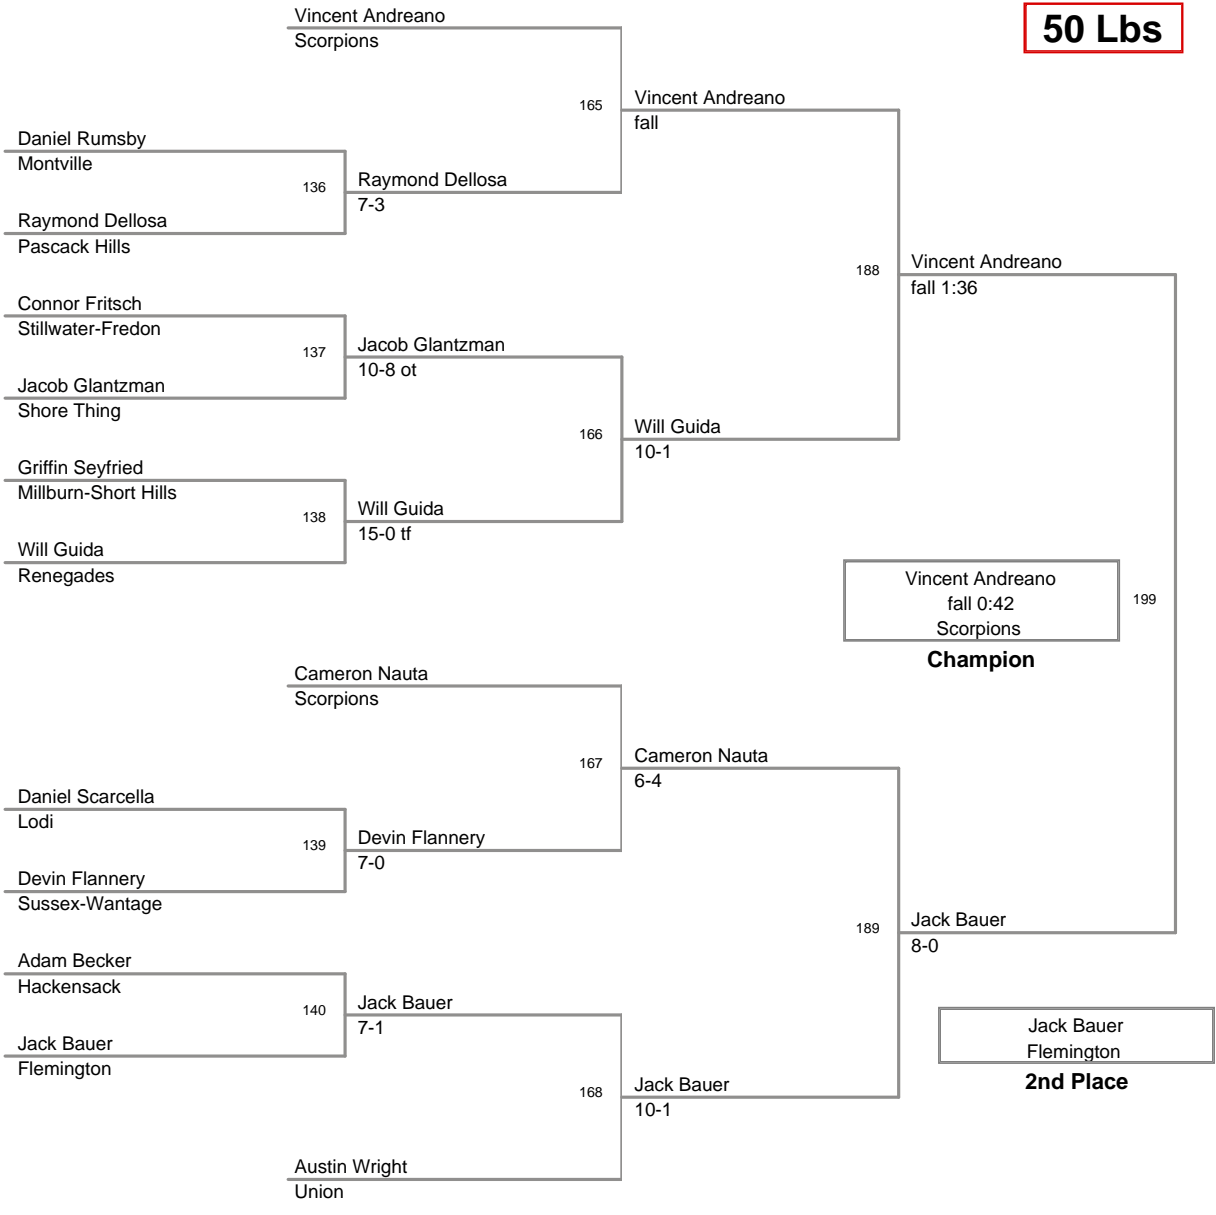 Vincent Andreano
Scorpions
50 Lbs
165
Vincent Andreano
fall
Daniel Rumsby
Montville
136
Raymond Dellosa
7-3
Raymond Dellosa
Pascack Hills
188
Vincent Andreano
fall 1:36
Connor Fritsch
Stillwater-Fredon
137
Jacob Glantzman
10-8 ot
Jacob Glantzman
Shore Thing
166
Will Guida
10-1
Griffin Seyfried
Millburn-Short Hills
138
Will Guida
15-0 tf
Will Guida
Renegades
Vincent Andreano
fall 0:42
Scorpions
Champion
199
Cameron Nauta
Scorpions
167
Cameron Nauta
6-4
Daniel Scarcella
Lodi
139
Devin Flannery
7-0
Devin Flannery
Sussex-Wantage
189
Jack Bauer
8-0
Adam Becker
Hackensack
140
Jack Bauer
7-1
Jack Bauer
Flemington
Jack Bauer
Flemington
2nd Place
168
Jack Bauer
10-1
Austin Wright
Union